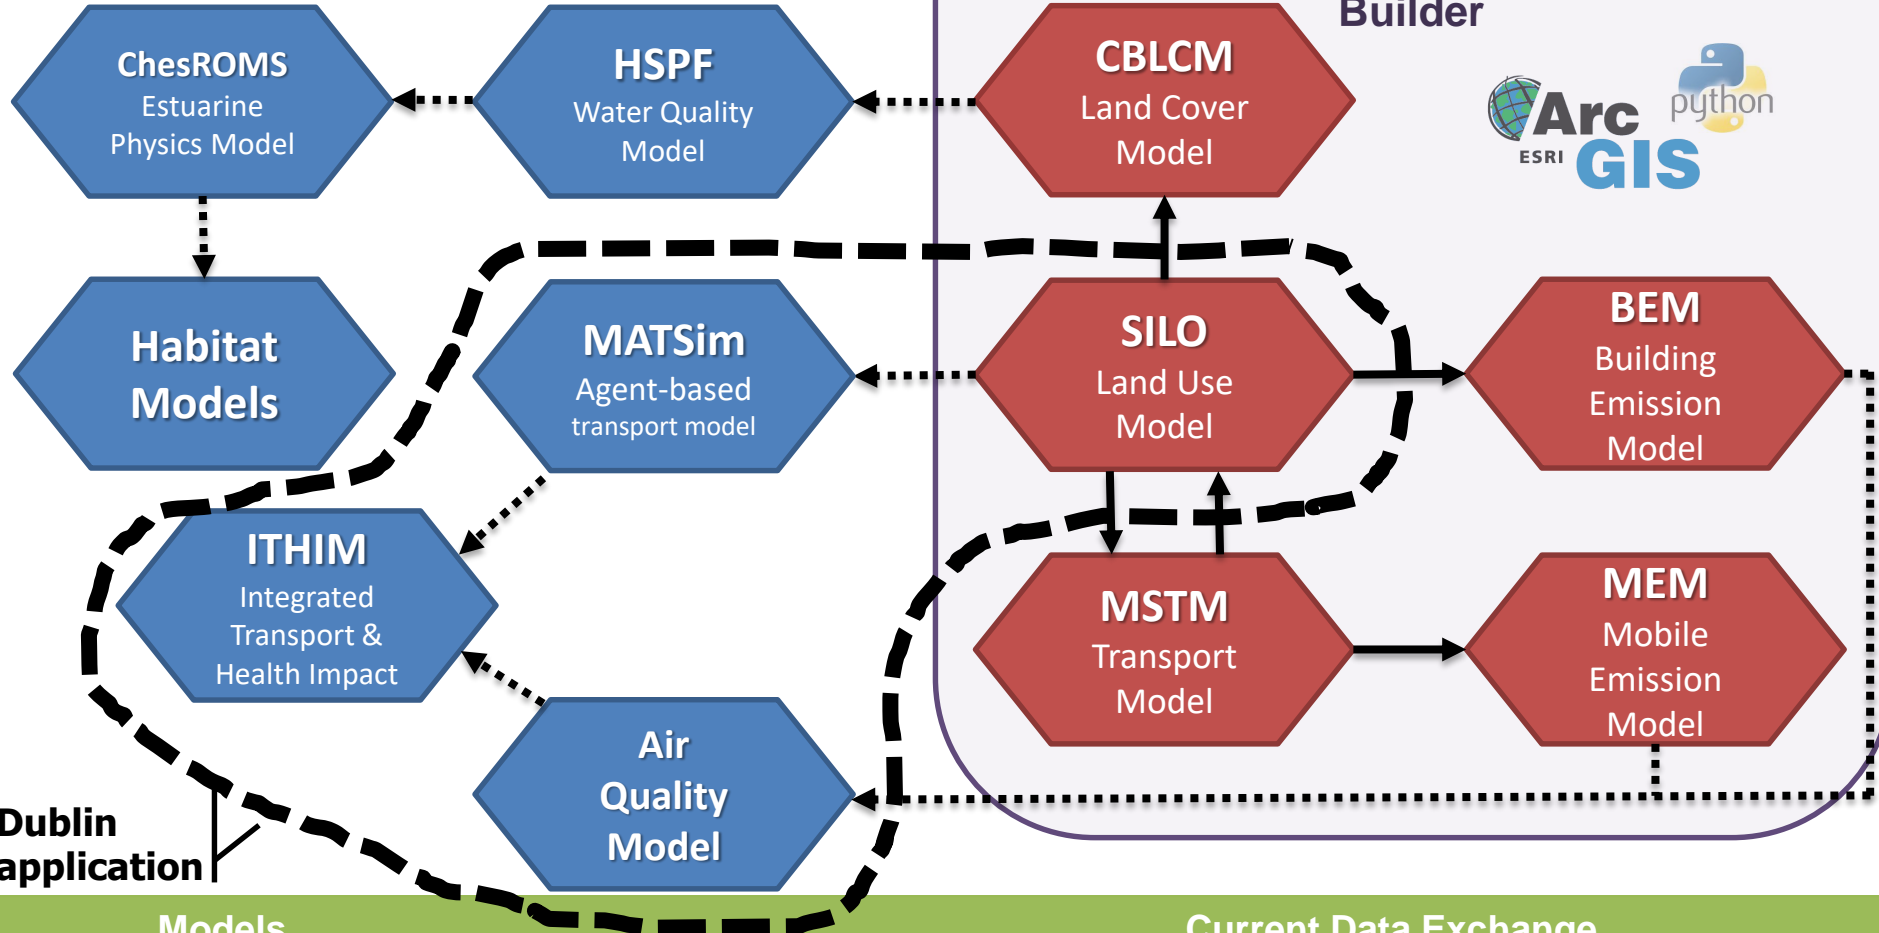 Builder
ChesROMS
Estuarine
Physics Model
HSPF
Water Quality
Model
CBLCM
Land Cover
Model
Arc
ESRI GIS
python
Habitat
Models
MATSim
Agent-based
transport model
SILO
Land Use
Model
BEM
Building
Emission
Model
ITHIM
Integrated
Transport &
Health Impact
MSTM
Transport
Model
MEM
Mobile
Emission
Model
Air
Quality
Model
Dublin
application
Models
Current Data Exchange